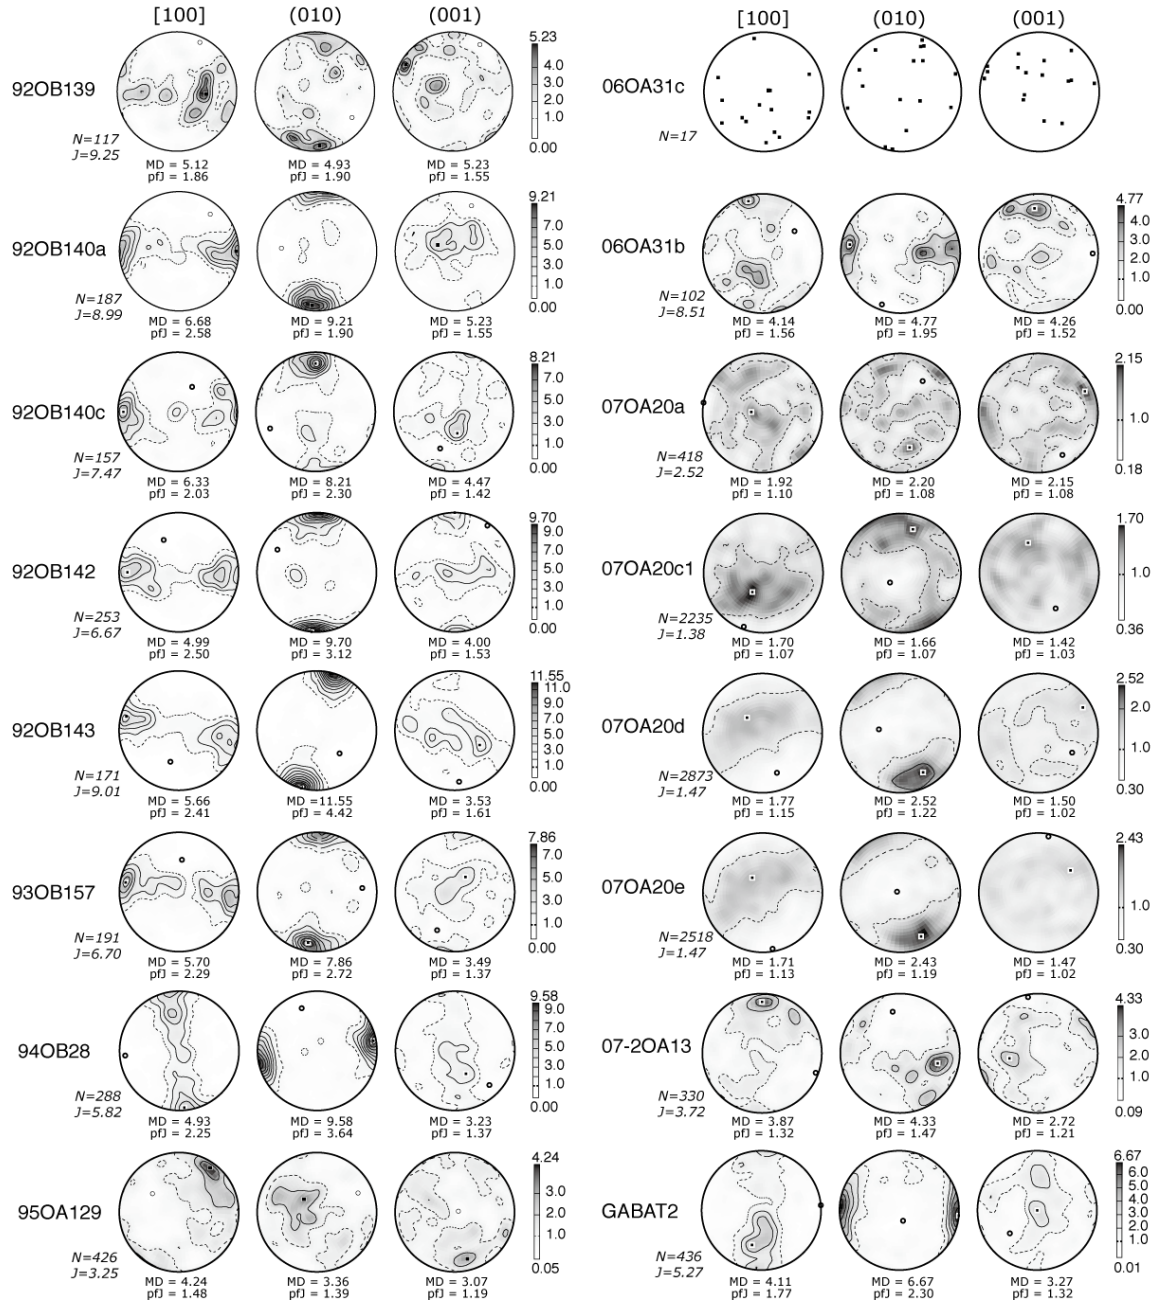 [100] (010) (001)
5.23
4.0
3.0
2.0
1.0
0.00
92OB139
N=117
J=9.25
MD = 5.12 MD = 4.93 MD = 5.23
pfJ = 1.86 pfJ = 1.90 pfJ = 1.55
9.21
7.0
5.0
3.0
1.0
0.00
92OB140a
N=187
J=8.99
MD = 6.68 MD = 9.21 MD = 5.23
pfJ = 2.58 pfJ = 1.90 pfJ = 1.55
8.21
7.0
5.0
3.0
1.0
0.00
92OB140c
N=157
J=7.47
MD = 6.33 MD = 8.21 MD = 4.47
pfJ = 2.03 pfJ = 2.30 pfJ = 1.42
9.70
9.0
7.0
5.0
3.0
1.0
0.00
92OB142
N=253
J=6.67
MD = 4.99 MD = 9.70 MD = 4.00
pfJ = 2.50 pfJ = 3.12 pfJ = 1.53
11.55
11.0
9.0
7.0
5.0
3.0
1.0
0.00
92OB143
N=171
J=9.01
MD = 5.66 MD =11.55 MD = 3.53
pfJ = 2.41 pfJ = 4.42 pfJ = 1.61
7.86
7.0
5.0
3.0
1.0
0.00
93OB157
N=191
J=6.70
MD = 5.70 MD = 7.86 MD = 3.49
pfJ = 2.29 pfJ = 2.72 pfJ = 1.37
9.58
9.0
7.0
5.0
3.0
1.0
0.00
94OB28
N=288
J=5.82
MD = 4.93 MD = 9.58 MD = 3.23
pfJ = 2.25 pfJ = 3.64 pfJ = 1.37
4.24
3.0
2.0
1.0
0.05
95OA129
N=426
J=3.25
MD = 4.24 MD = 3.36 MD = 3.07
pfJ = 1.48 pfJ = 1.39 pfJ = 1.19
[100] (010) (001)
06OA31c
N=17
4.77
4.0
3.0
2.0
1.0
0.00
06OA31b
N=102
J=8.51
MD = 4.14 MD = 4.77 MD = 4.26
pfJ = 1.56 pfJ = 1.95 pfJ = 1.52
2.15
1.0
0.18
07OA20a
N=418
J=2.52
MD = 1.92 MD = 2.20 MD = 2.15
pfJ = 1.10 pfJ = 1.08 pfJ = 1.08
1.70
1.0
0.36
07OA20c1
N=2235
J=1.38
MD = 1.70 MD = 1.66 MD = 1.42
pfJ = 1.07 pfJ = 1.07 pfJ = 1.03
2.52
2.0
1.0
0.30
07OA20d
N=2873
J=1.47
MD = 1.77 MD = 2.52 MD = 1.50
pfJ = 1.15 pfJ = 1.22 pfJ = 1.02
2.43
1.0
0.30
07OA20e
N=2518
J=1.47
MD = 1.71 MD = 2.43 MD = 1.47
pfJ = 1.13 pfJ = 1.19 pfJ = 1.02
4.33
3.0
2.0
1.0
0.09
07-2OA13
N=330
J=3.72
MD = 3.87 MD = 4.33 MD = 2.72
pfJ = 1.32 pfJ = 1.47 pfJ = 1.21
6.67
6.0
5.0
4.0
3.0
2.0
1.0
0.01
GABAT2
N=436
J=5.27
MD = 4.11 MD = 6.67 MD = 3.27
pfJ = 1.77 pfJ = 2.30 pfJ = 1.32